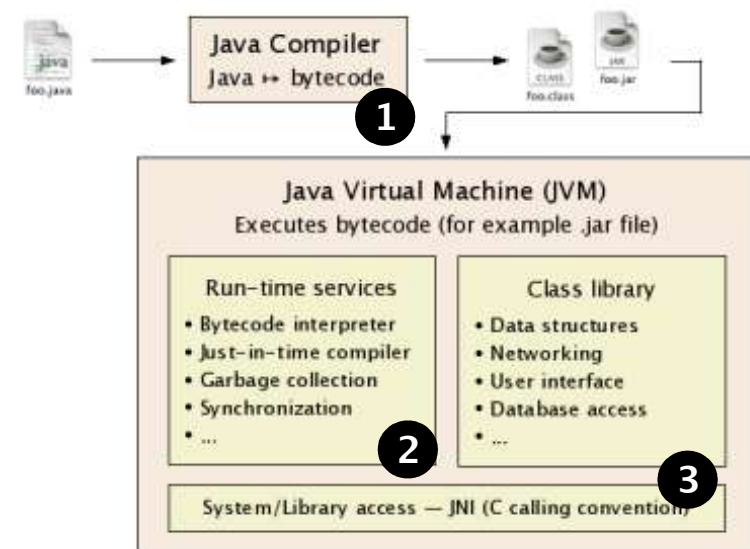 java
foo.java
Java Compiler
Java ↦ bytecode
1
CLASS
foo.class
JAR
foo.jar
Java Virtual Machine (JVM)
Executes bytecode (for example .jar file)
Run-time services
• Bytecode interpreter
• Just-in-time compiler
• Garbage collection
• Synchronization
• ...
2
Class library
• Data structures
• Networking
• User interface
• Database access
• ...
3
System/Library access — JNI (C calling convention)